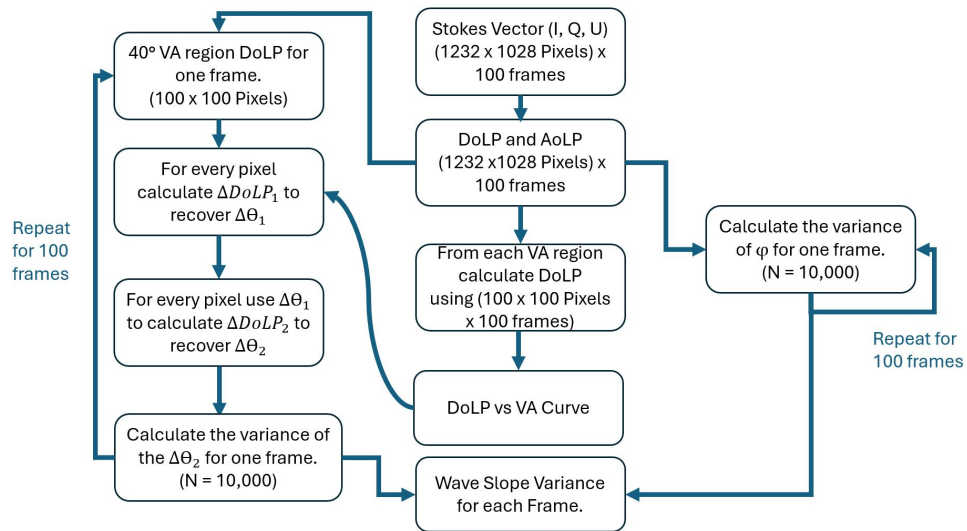 Stokes Vector (I, Q, U)
(1232 x 1028 Pixels) x
100 frames
40° VA region DoLP for
one frame.
(100 x 100 Pixels)
DoLP and AoLP
(1232 x1028 Pixels) x
100 frames
For every pixel
calculate ΔDoLP₁ to
recover ΔΘ₁
Repeat
for 100
frames
From each VA region
calculate DoLP
using (100 x 100 Pixels
x 100 frames)
Calculate the variance
of φ for one frame.
(N = 10,000)
For every pixel use ΔΘ₁
to calculate ΔDoLP₂ to
recover ΔΘ₂
Repeat for
100 frames
DoLP vs VA Curve
Calculate the variance of
the ΔΘ₂ for one frame.
(N = 10,000)
Wave Slope Variance
for each Frame.